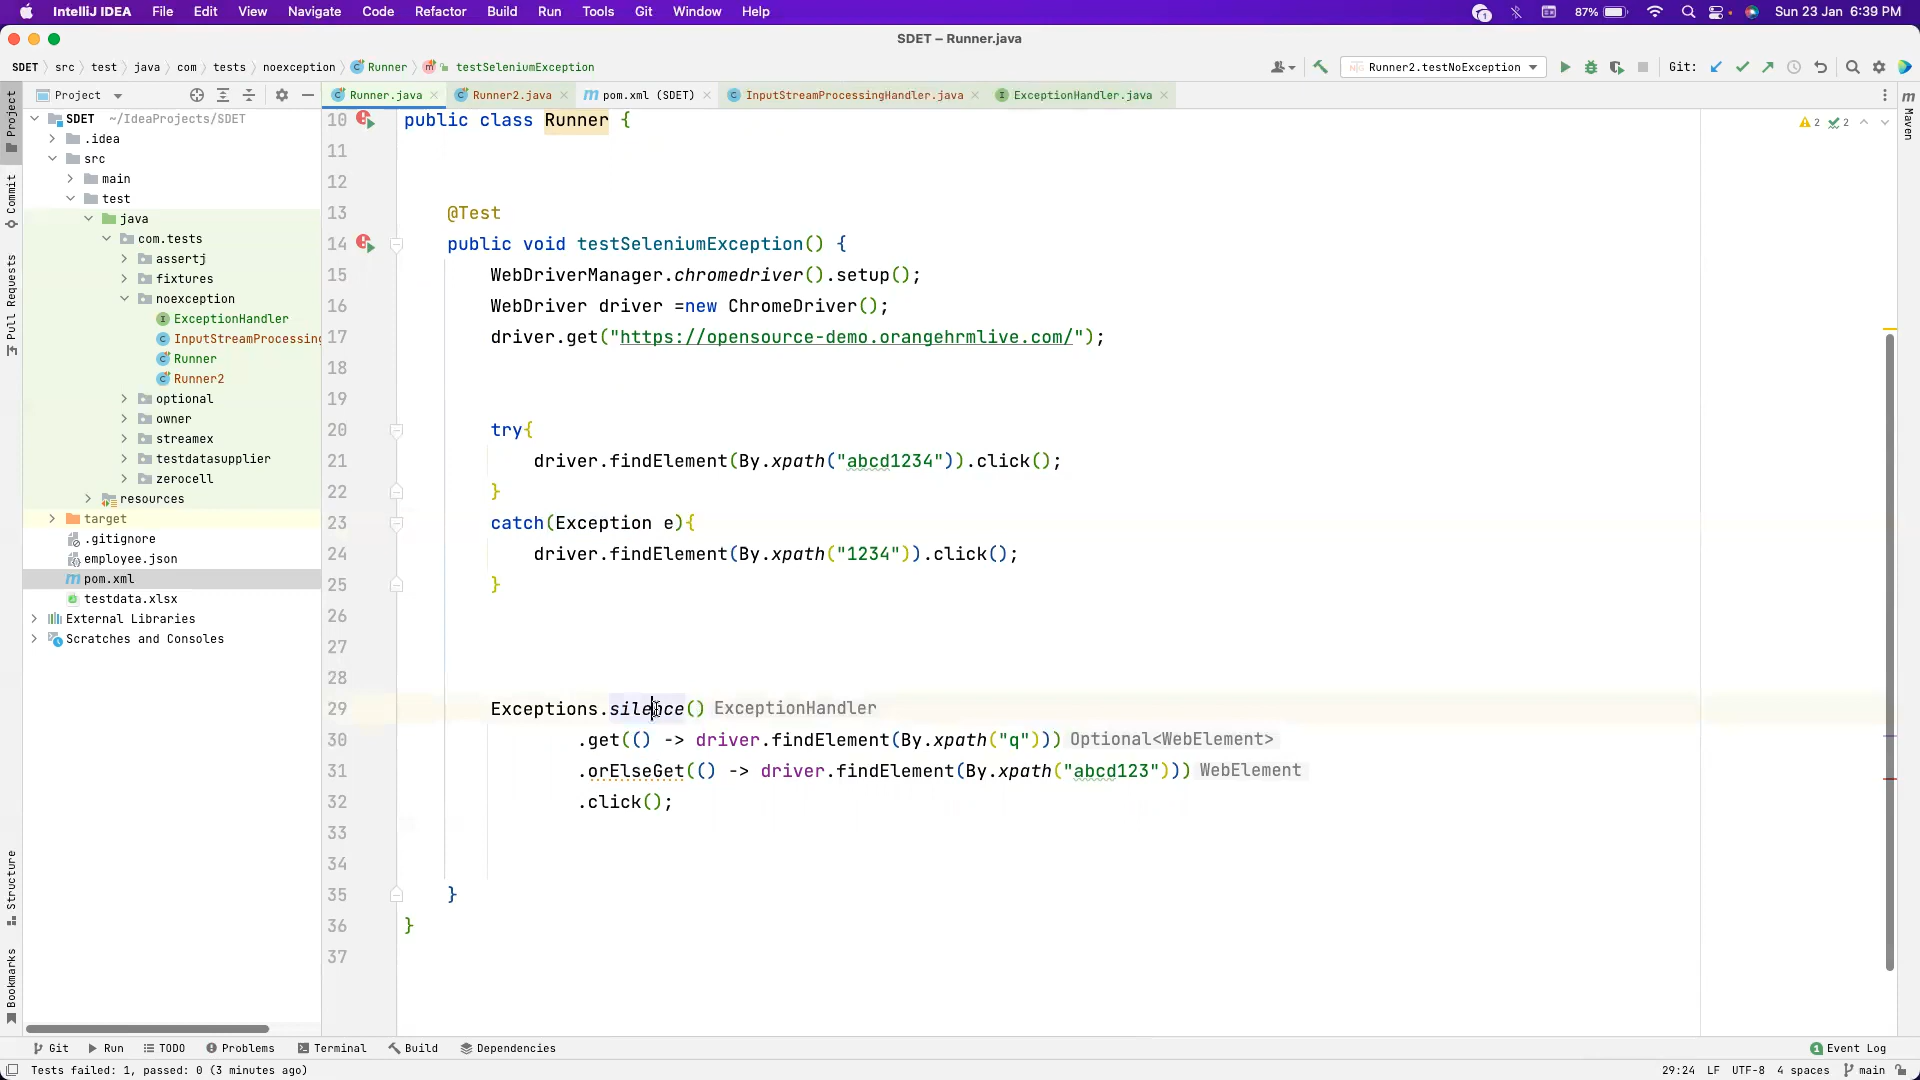 IntelliJ IDEA File Edit View Navigate Code Refactor Build Run Tools Git Window Help 1 87% Sun 23 Jan 6:39 PM
SDET – Runner.java
SDET src test java com tests noexception Runner testSeleniumException Runner2.testNoException Git:
Project Runner.java Runner2.java pom.xml (SDET) InputStreamProcessingHandler.java ExceptionHandler.java
SDET ~/IdeaProjects/SDET
.idea
src
main
test
java
com.tests
assertj
fixtures
noexception
ExceptionHandler
InputStreamProcessing
Runner
Runner2
optional
owner
streamex
testdatasupplier
zerocell
resources
target
.gitignore
employee.json
pom.xml
testdata.xlsx
External Libraries
Scratches and Consoles
Project
Commit
Pull Requests
Structure
Bookmarks
10 public class Runner {
11
12
13 @Test
14 public void testSeleniumException() {
15 WebDriverManager.chromedriver().setup();
16 WebDriver driver =new ChromeDriver();
17 driver.get("https://opensource-demo.orangehrmlive.com/");
18
19
20 try{
21 driver.findElement(By.xpath("abcd1234")).click();
22 }
23 catch(Exception e){
24 driver.findElement(By.xpath("1234")).click();
25 }
26
27
28
29 Exceptions.silence() ExceptionHandler
30 .get(() -> driver.findElement(By.xpath("q"))) Optional<WebElement>
31 .orElseGet(() -> driver.findElement(By.xpath("abcd123"))) WebElement
32 .click();
33
34
35 }
36 }
37
2 2
Maven
Git Run TODO Problems Terminal Build Dependencies 1 Event Log
Tests failed: 1, passed: 0 (3 minutes ago) 29:24 LF UTF-8 4 spaces main